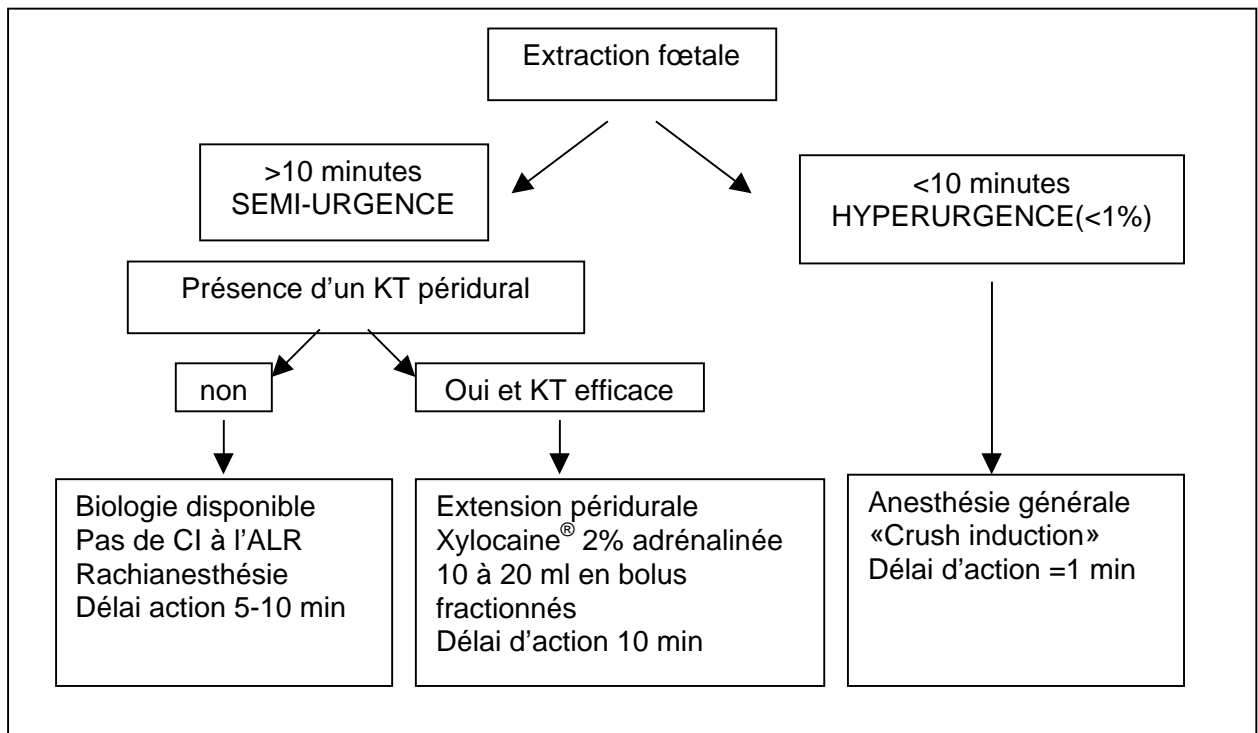 Extraction fœtale
>10 minutes
SEMI-URGENCE
<10 minutes
HYPERURGENCE(<1%)
Présence d'un KT péridural
non
Oui et KT efficace
Biologie disponible
Pas de CI à l'ALR
Rachianesthésie
Délai action 5-10 min
Extension péridurale
Xylocaine® 2% adrénalinée
10 à 20 ml en bolus
fractionnés
Délai d'action 10 min
Anesthésie générale
«Crush induction»
Délai d'action =1 min